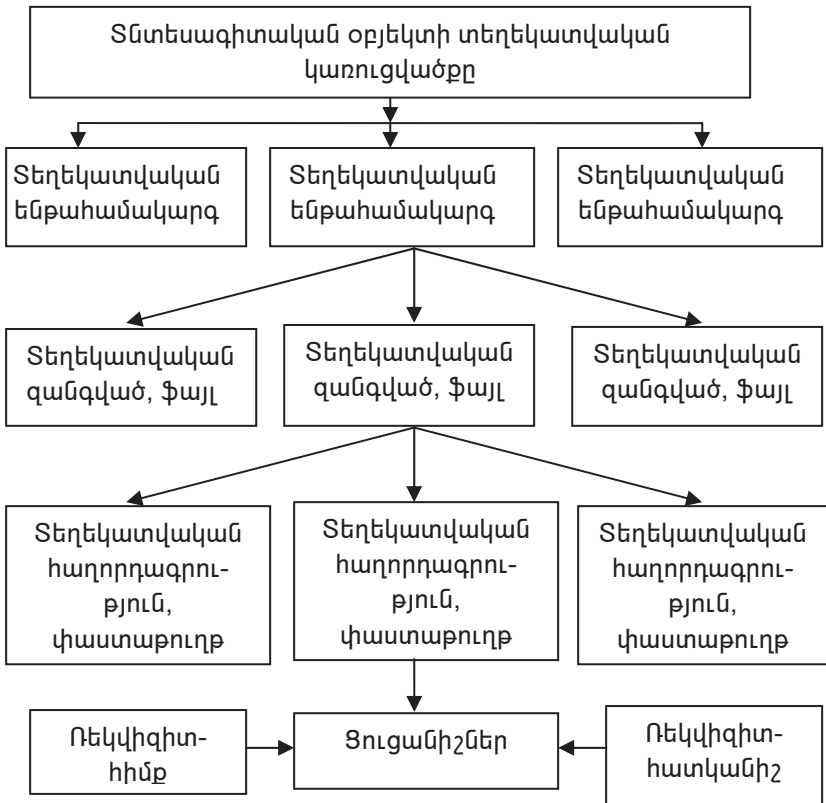 Տնտեսագիտական օբյեկտի տեղեկատվական
կառուցվածքը
Տեղեկատվական
ենթահամակարգ
Տեղեկատվական
ենթահամակարգ
Տեղեկատվական
ենթահամակարգ
Տեղեկատվական
զանգված, ֆայլ
Տեղեկատվական
զանգված, ֆայլ
Տեղեկատվական
զանգված, ֆայլ
Տեղեկատվական
հաղորդագրու-
թյուն,
փաստաթուղթ
Տեղեկատվական
հաղորդագրու-
թյուն,
փաստաթուղթ
Տեղեկատվական
հաղորդագրու-
թյուն,
փաստաթուղթ
Ռեկվիզիտ-
հիմք
Ցուցանիշներ
Ռեկվիզիտ-
հատկանիշ